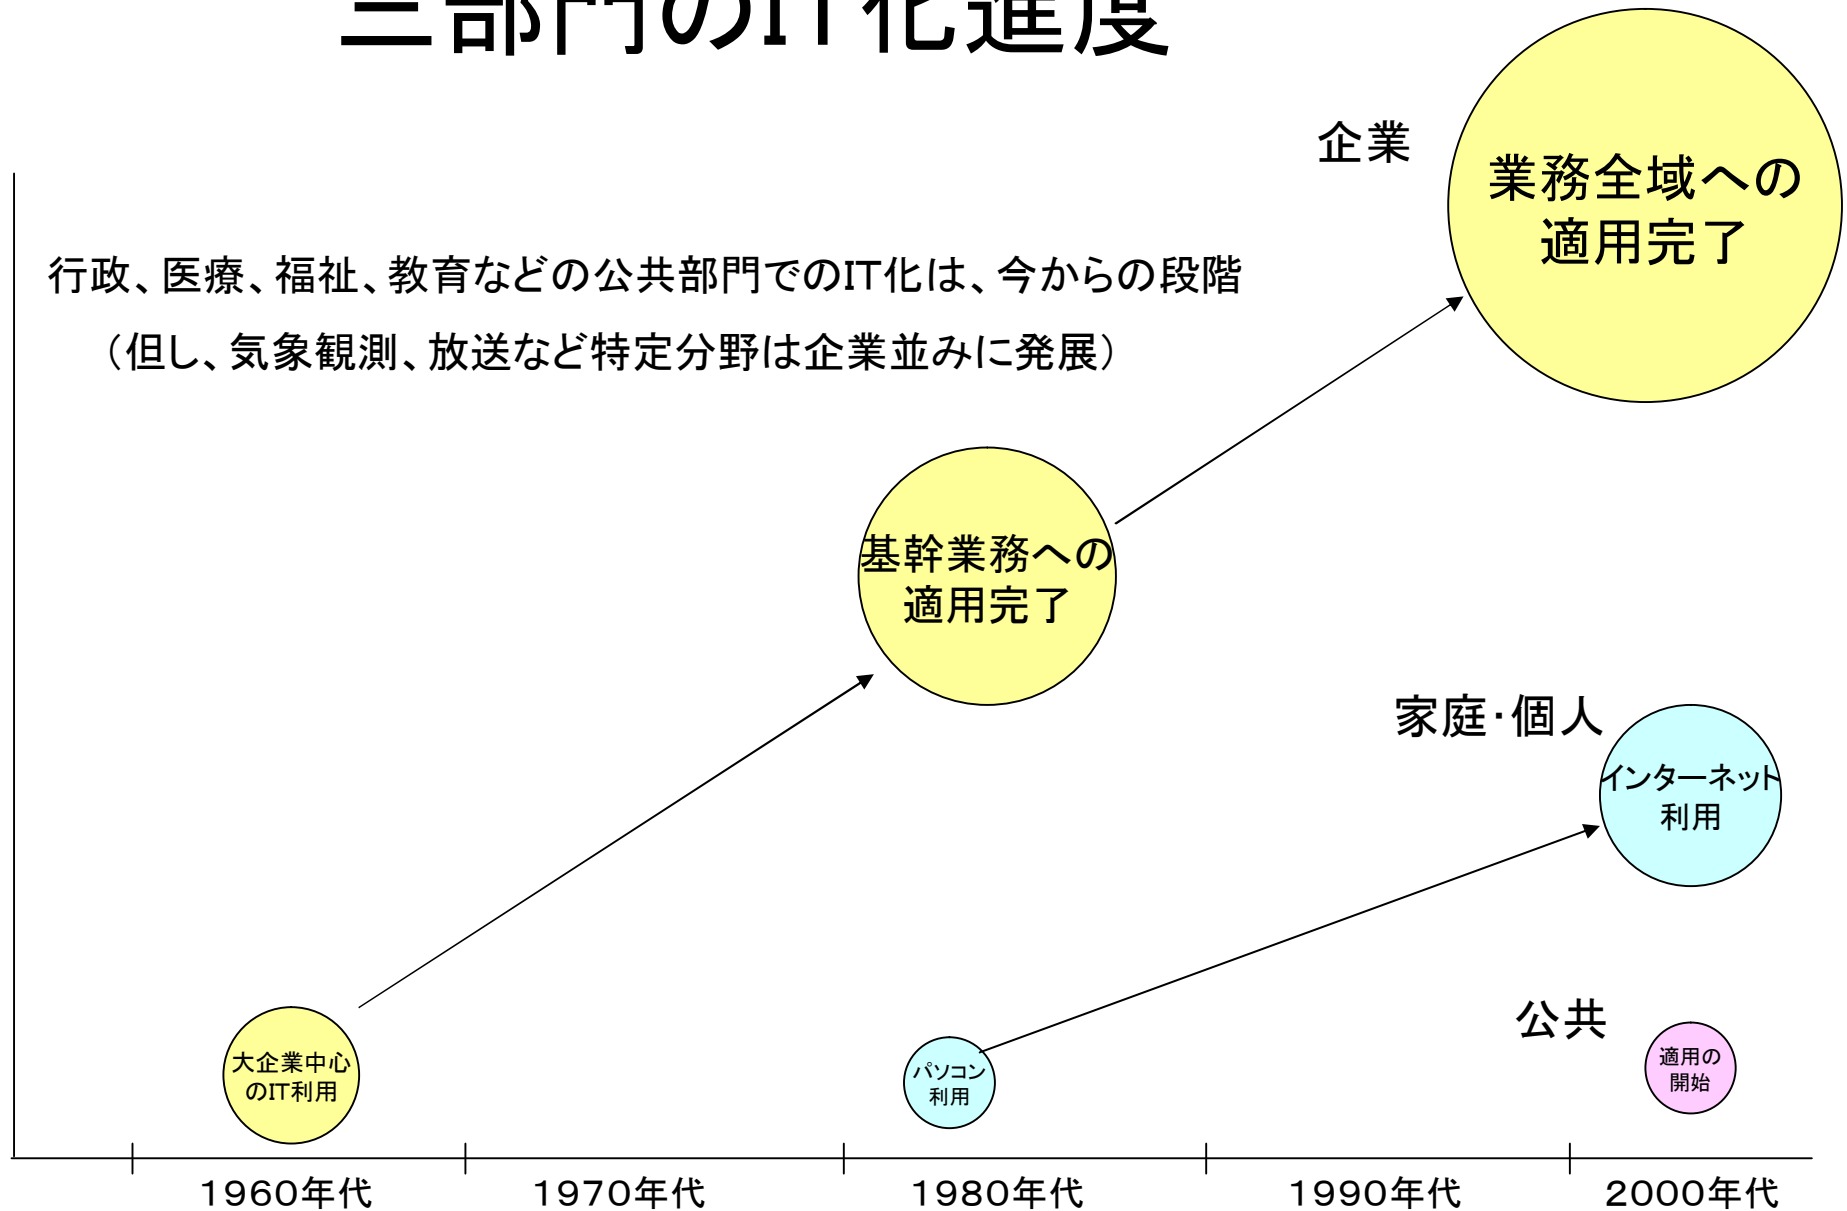 三部門のIT化進度
企業
業務全域への
適用完了
行政、医療、福祉、教育などの公共部門でのIT化は、今からの段階
（但し、気象観測、放送など特定分野は企業並みに発展）
基幹業務への
適用完了
家庭・個人
インターネット
利用
公共
大企業中心
のIT利用
パソコン
利用
適用の
開始
1960年代
1970年代
1980年代
1990年代
2000年代